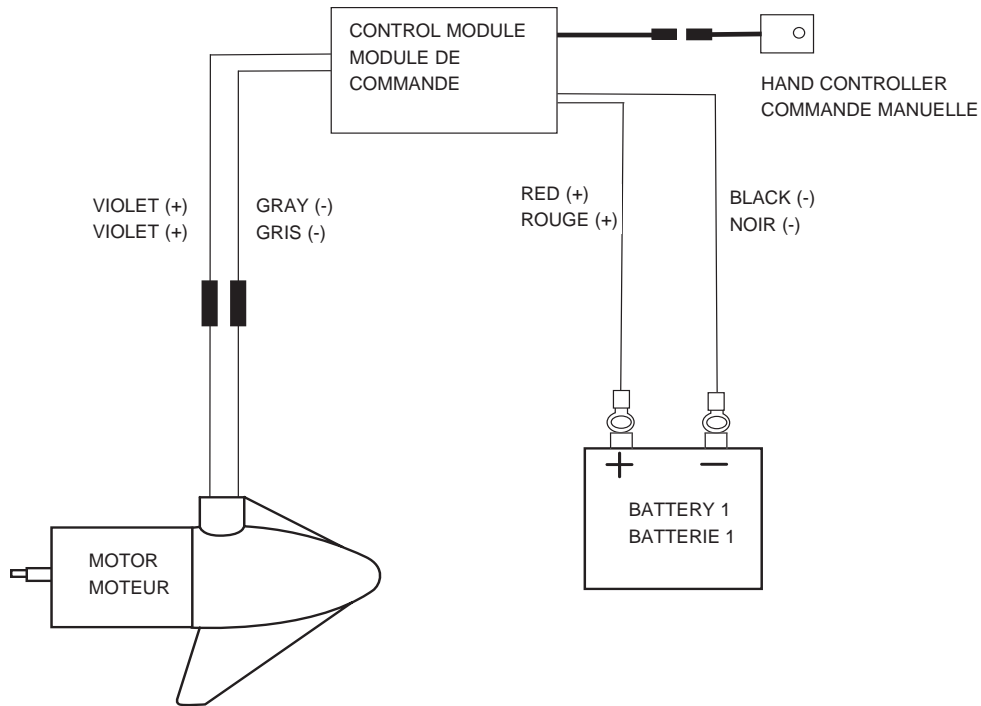 CONTROL MODULE
MODULE DE
COMMANDE
HAND CONTROLLER
COMMANDE MANUELLE
VIOLET (+)
VIOLET (+)
GRAY (-)
GRIS (-)
RED (+)
ROUGE (+)
BLACK (-)
NOIR (-)
+
−
BATTERY 1
BATTERIE 1
MOTOR
MOTEUR